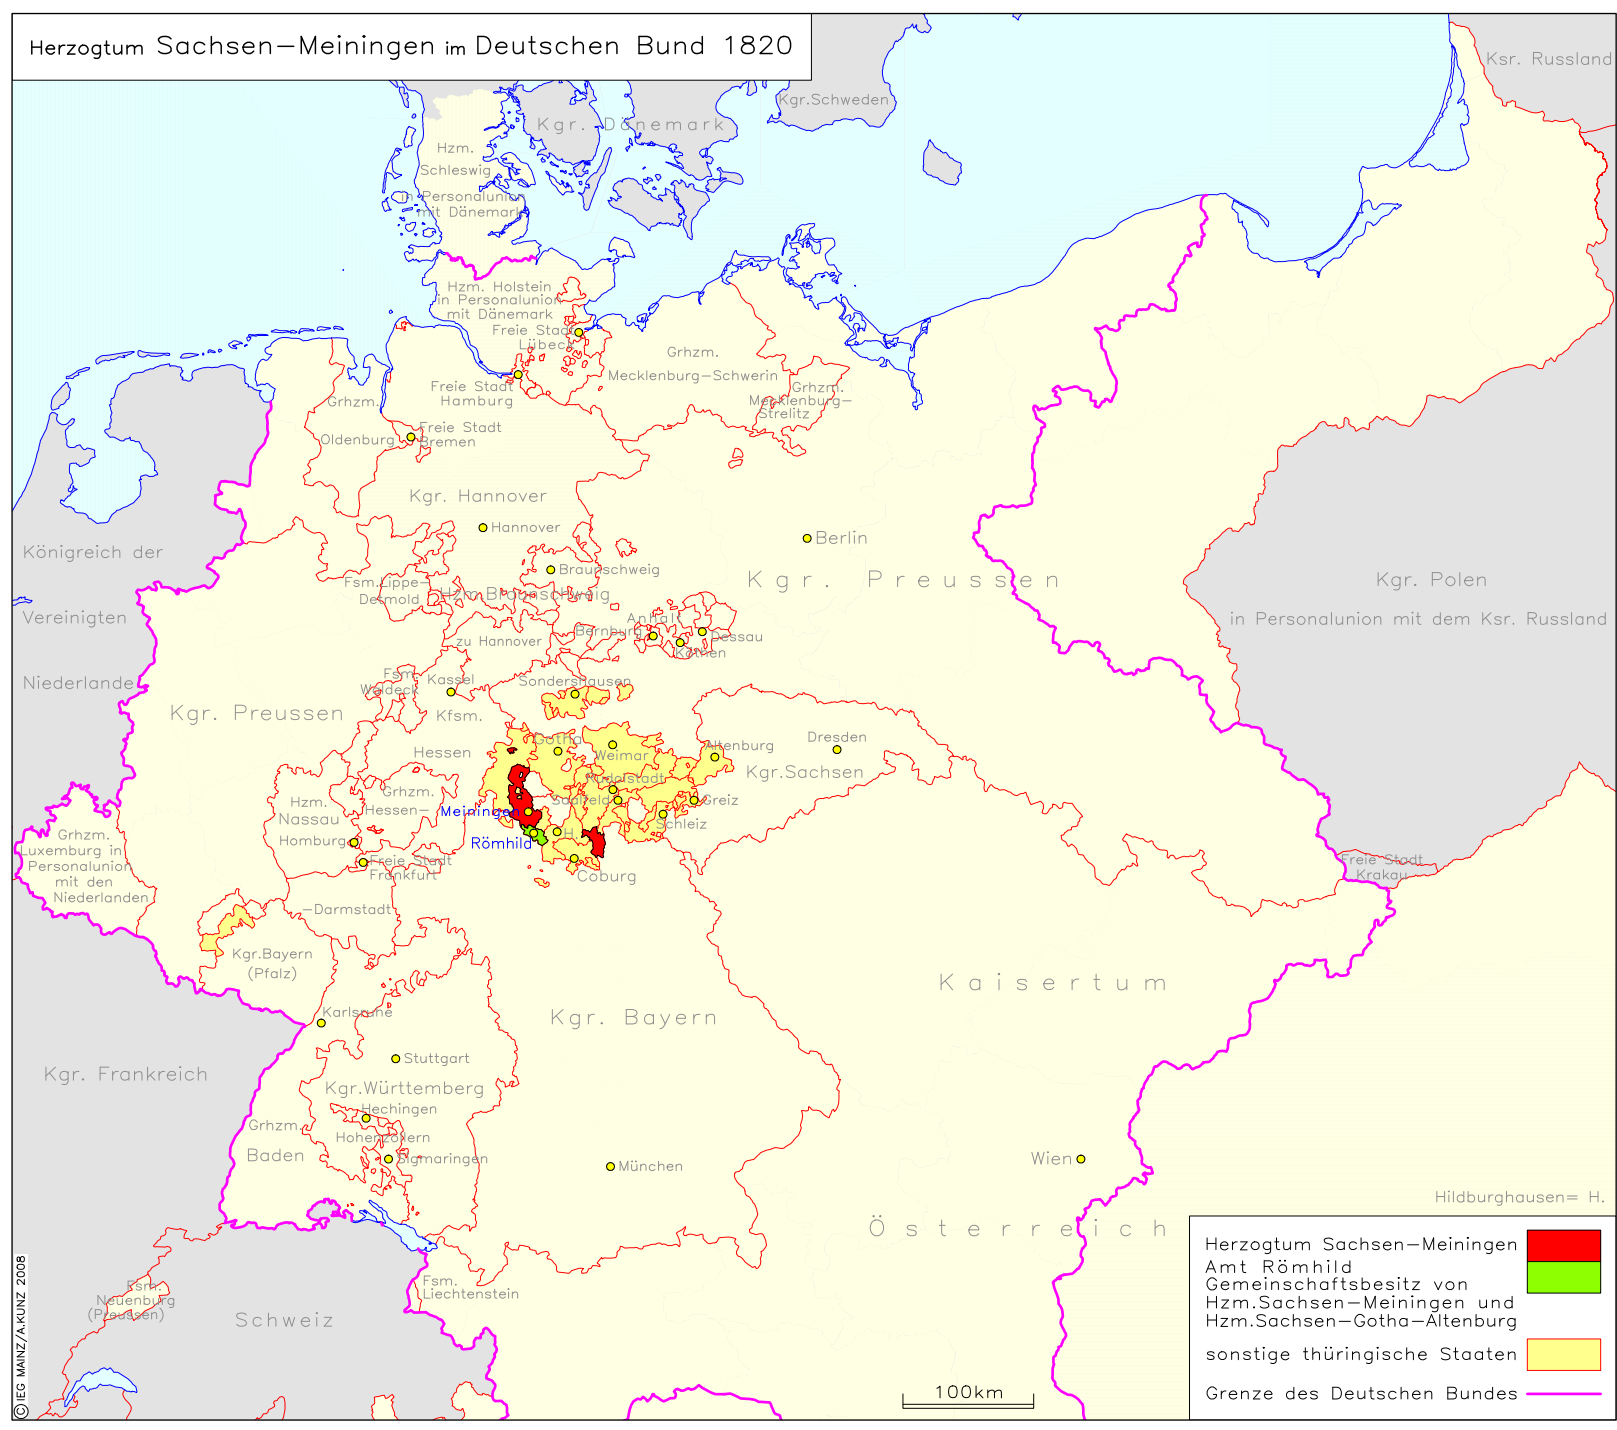 Herzogtum Sachsen-Meiningen im Deutschen Bund 1820
Ksr. Russland
Kgr.Schweden
Kgr. Dänemark
Hzm.
Schleswig
in Personalunion
mit Dänemark
Hzm. Holstein
in Personalunion
mit Dänemark
Freie Stadt
Lübeck
Grhzm.
Mecklenburg-Schwerin
Grhzm.
Mecklenburg-
Strelitz
Freie Stadt
Hamburg
Grhzm.
Oldenburg
Freie Stadt
Bremen
Kgr. Hannover
Hannover
Berlin
Königreich der
Vereinigten
Niederlande
Braunschweig
Kgr. Preussen
Kgr. Polen
in Personalunion mit dem Ksr. Russland
Fsm.Lippe-
Detmold
Hzm.Braunschweig
Anhalt
Bernburg
Dessau
Köthen
zu Hannover
Fsm.
Waldeck
Kassel
Sondershausen
Kgr. Preussen
Kfsm.
Hessen
Gotha
Weimar
Altenburg
Dresden
Kgr.Sachsen
Rudolstadt
Saalfeld
Greiz
Schleiz
Grhzm.
Hessen-
Hzm.
Nassau
Meiningen
Römhild
H.
Coburg
Homburg
Freie Stadt
Frankfurt
Grhzm.
Luxemburg in
Personalunion
mit den
Niederlanden
Freie Stadt
Krakau
-Darmstadt
Kgr.Bayern
(Pfalz)
Kaisertum
Karlsruhe
Kgr. Bayern
Stuttgart
Kgr. Frankreich
Kgr.Württemberg
Hechingen
Grhzm.
Baden
Hohenzollern
Sigmaringen
München
Wien
Hildburghausen= H.
Österreich
Fsm.
Neuenburg
(Preussen)
Fsm.
Liechtenstein
Schweiz
Herzogtum Sachsen-Meiningen
Amt Römhild
Gemeinschaftsbesitz von
Hzm.Sachsen-Meiningen und
Hzm.Sachsen-Gotha-Altenburg
sonstige thüringische Staaten
Grenze des Deutschen Bundes
100km
©IEG MAINZ/A.KUNZ 2008